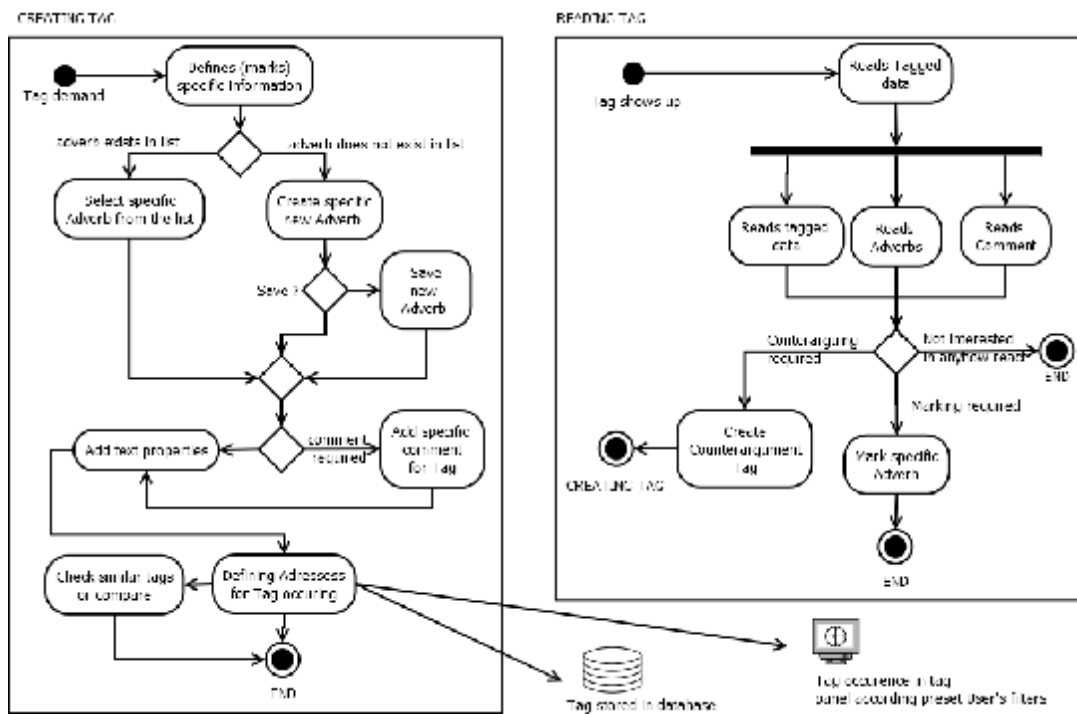 CREATING TAG
Defines (marks)
specific Information
Tag demand
adverb exists in list
adverb does not exist in list
Select specific
Adverb from the list
Create specific
new Adverb
Save ?
Save
new
Adverb
Add text properties
comment
required
Add specific
comment
for Tag
Check similar tags
or compare
Defining Adressess
for Tag occuring
END
Tag stored in database
READING TAG
Reads Tagged
data
Tag shows up
Reads tagged
data
Reads
Adverbs
Reads
Comment
Conterarguing
required
Not interested
in anyhow react
END
Marking required
Create
Counterargument
Tag
CREATING TAG
Mark specific
Adverb
END
Tag occurence in tag
panel according preset User's filters